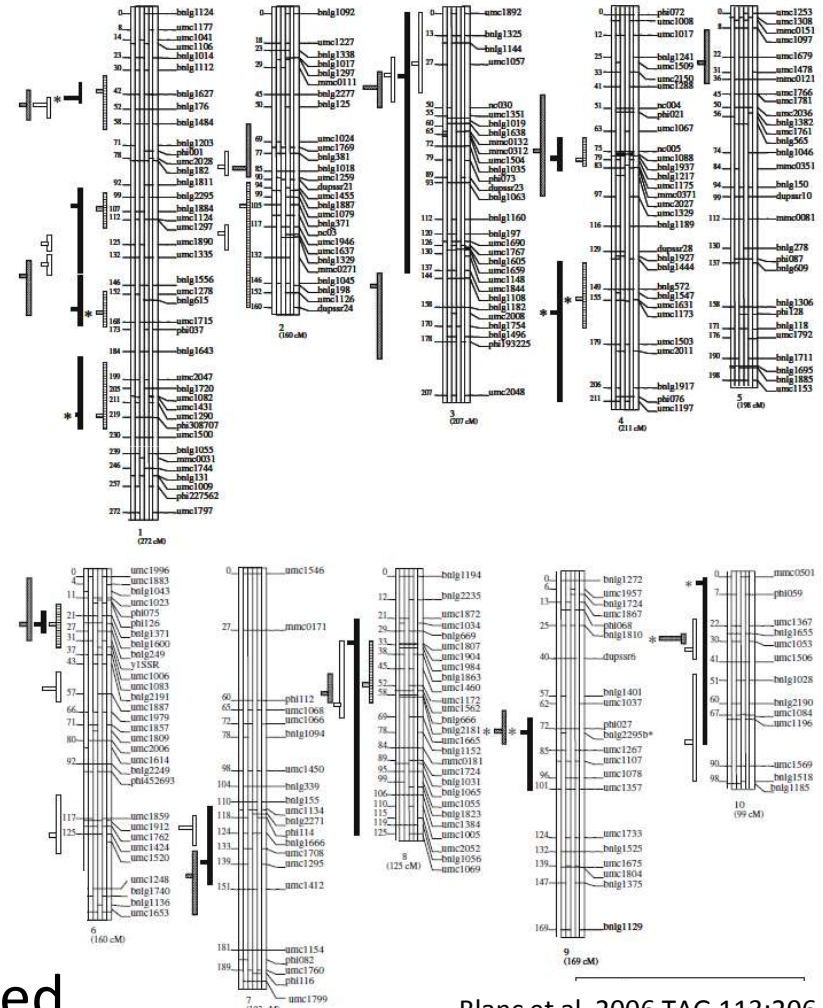 0 bnlg1124
8 umc1177
14 umc1041
umc1106
23 bnlg1014
30 bnlg1112
42 bnlg1627
52 bnlg176
58 bnlg1484
71 bnlg1203
phi001
78 umc2028
bnlg182
92 bnlg1811
99 bnlg2295
107 bnlg1884
112 umc1124
umc1297
125 umc1890
132 umc1335
146 bnlg1556
152 umc1278
bnlg615
168 umc1715
173 phi037
184 bnlg1643
199 umc2047
205 bnlg1720
211 umc1082
umc1431
219 umc1290
phi308707
230 umc1500
239 bnlg1055
mmc0031
246 umc1744
bnlg131
257 umc1009
phi227562
272 umc1797
1
(272 cM)
0 bnlg1092
18 umc1227
23 bnlg1338
29 bnlg1017
bnlg1297
mmc0111
45 bnlg2277
50 bnlg125
69 umc1024
umc1769
77 bnlg381
85 bnlg1018
90 umc1259
94 dupssr21
99 umc1455
105 bnlg1887
umc1079
117 bnlg371
nc03
umc1946
umc1637
132 bnlg1329
mmc0271
146 bnlg1045
152 bnlg198
umc1126
160 dupssr24
2
(160 cM)
0 umc1892
13 bnlg1325
bnlg1144
27 umc1057
50 nc030
55 umc1351
60 bnlg1019
65 bnlg1638
mmc0132
72 mmc0312
79 umc1504
bnlg1035
89 phi073
93 dupssr23
bnlg1063
112 bnlg1160
120 bnlg197
126 umc1690
130 umc1767
bnlg1605
137 umc1659
144 umc1148
umc1844
bnlg1108
158 bnlg1182
umc2008
170 bnlg1754
178 bnlg1496
phi193225
207 umc2048
3
(207 cM)
0 phi072
4 umc1008
12 umc1017
25 bnlg1241
umc1509
33 umc2150
41 umc1288
51 nc004
phi021
63 umc1067
75 nc005
79 umc1088
83 bnlg1937
bnlg1217
umc1175
97 mmc0371
umc2027
umc1329
116 bnlg1189
129 dupssr28
bnlg1927
bnlg1444
149 bnlg572
155 bnlg1547
umc1631
umc1173
179 umc1503
umc2011
206 bnlg1917
211 phi076
umc1197
4
(211 cM)
0 umc1253
umc1308
8 mmc0151
umc1097
22 umc1679
31 umc1478
36 mmc0121
45 umc1766
50 umc1781
56 umc2036
bnlg1382
umc1761
bnlg565
74 bnlg1046
84 mmc0351
94 bnlg150
99 dupssr10
112 mmc0081
130 bnlg278
137 phi087
bnlg609
158 bnlg1306
phi128
171 bnlg118
176 umc1792
190 bnlg1711
bnlg1695
198 bnlg1885
umc1153
5
(198 cM)
0 umc1996
4 umc1883
11 bnlg1043
umc1023
21 phi075
27 phi126
31 bnlg1371
37 bnlg1600
bnlg249
43 y1SSR
umc1006
57 umc1083
bnlg2191
66 umc1887
71 umc1979
umc1857
80 umc1809
umc2006
92 umc1614
bnlg2249
phi452693
117 umc1859
125 umc1912
umc1762
umc1424
umc1520
umc1248
bnlg1740
bnlg1136
umc1653
6
(160 cM)
0 umc1546
27 mmc0171
60 phi112
65 umc1068
72 umc1066
78 bnlg1094
98 umc1450
104 bnlg339
110 bnlg155
118 umc1134
bnlg2271
124 phi114
133 bnlg1666
139 umc1708
umc1295
151 umc1412
181 umc1154
phi082
189 umc1760
phi116
umc1799
7
0 bnlg1194
12 bnlg2235
21 umc1872
29 umc1034
33 bnlg669
38 umc1807
umc1904
45 umc1984
52 bnlg1863
58 umc1460
umc1172
69 umc1562
bnlg666
78 bnlg2181
84 umc1665
89 bnlg1152
95 mmc0181
99 umc1724
106 bnlg1031
110 bnlg1065
115 umc1055
119 bnlg1823
125 umc1384
umc1005
umc2052
bnlg1056
umc1069
8
(125 cM)
0 bnlg1272
6 umc1957
13 bnlg1724
umc1867
25 phi068
bnlg1810
40 dupssr6
57 bnlg1401
62 umc1037
72 phi027
bnlg2295b*
85 umc1267
umc1107
96 umc1078
101 umc1357
124 umc1733
132 bnlg1525
139 umc1675
umc1804
147 bnlg1375
169 bnlg1129
9
(169 cM)
0 mmc0501
7 phi059
22 umc1367
30 bnlg1655
umc1053
41 umc1506
51 bnlg1028
60 bnlg2190
67 umc1084
umc1196
90 umc1569
98 bnlg1518
bnlg1185
10
(99 cM)
ed
Blanc et al. 2006 TAG 113:206